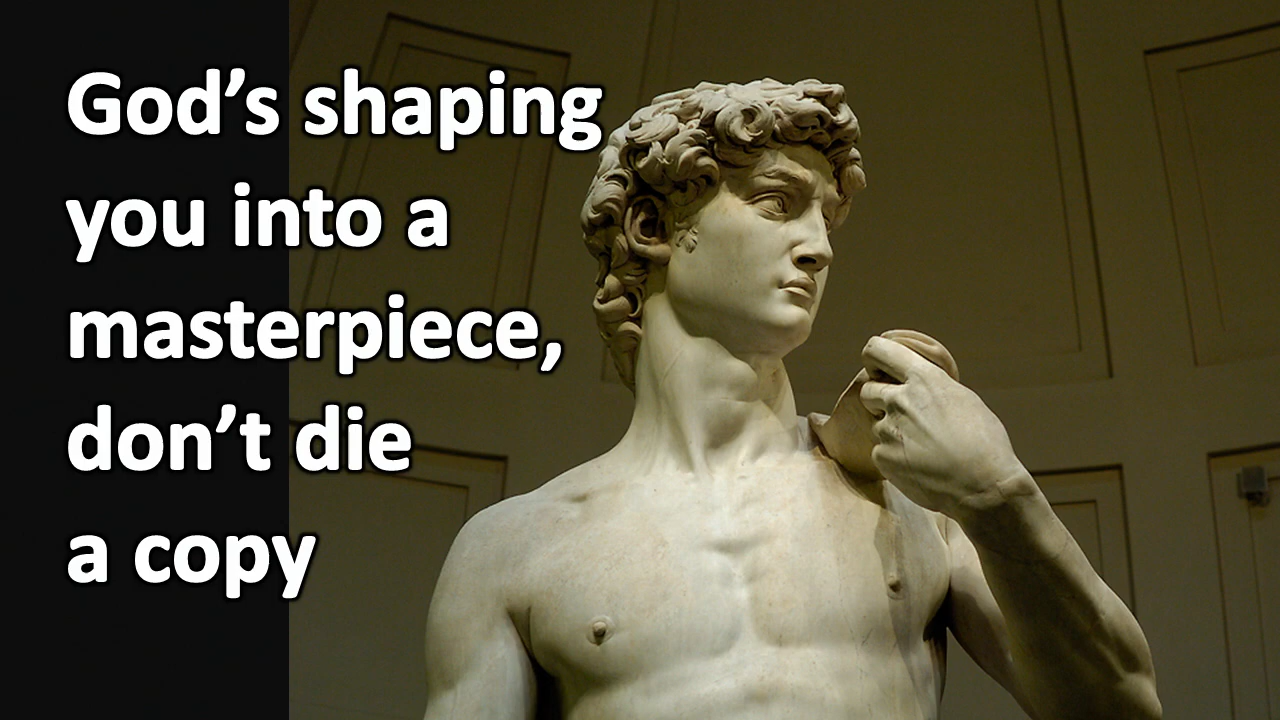 God’s shaping
you into a
masterpiece,
don’t die
a copy